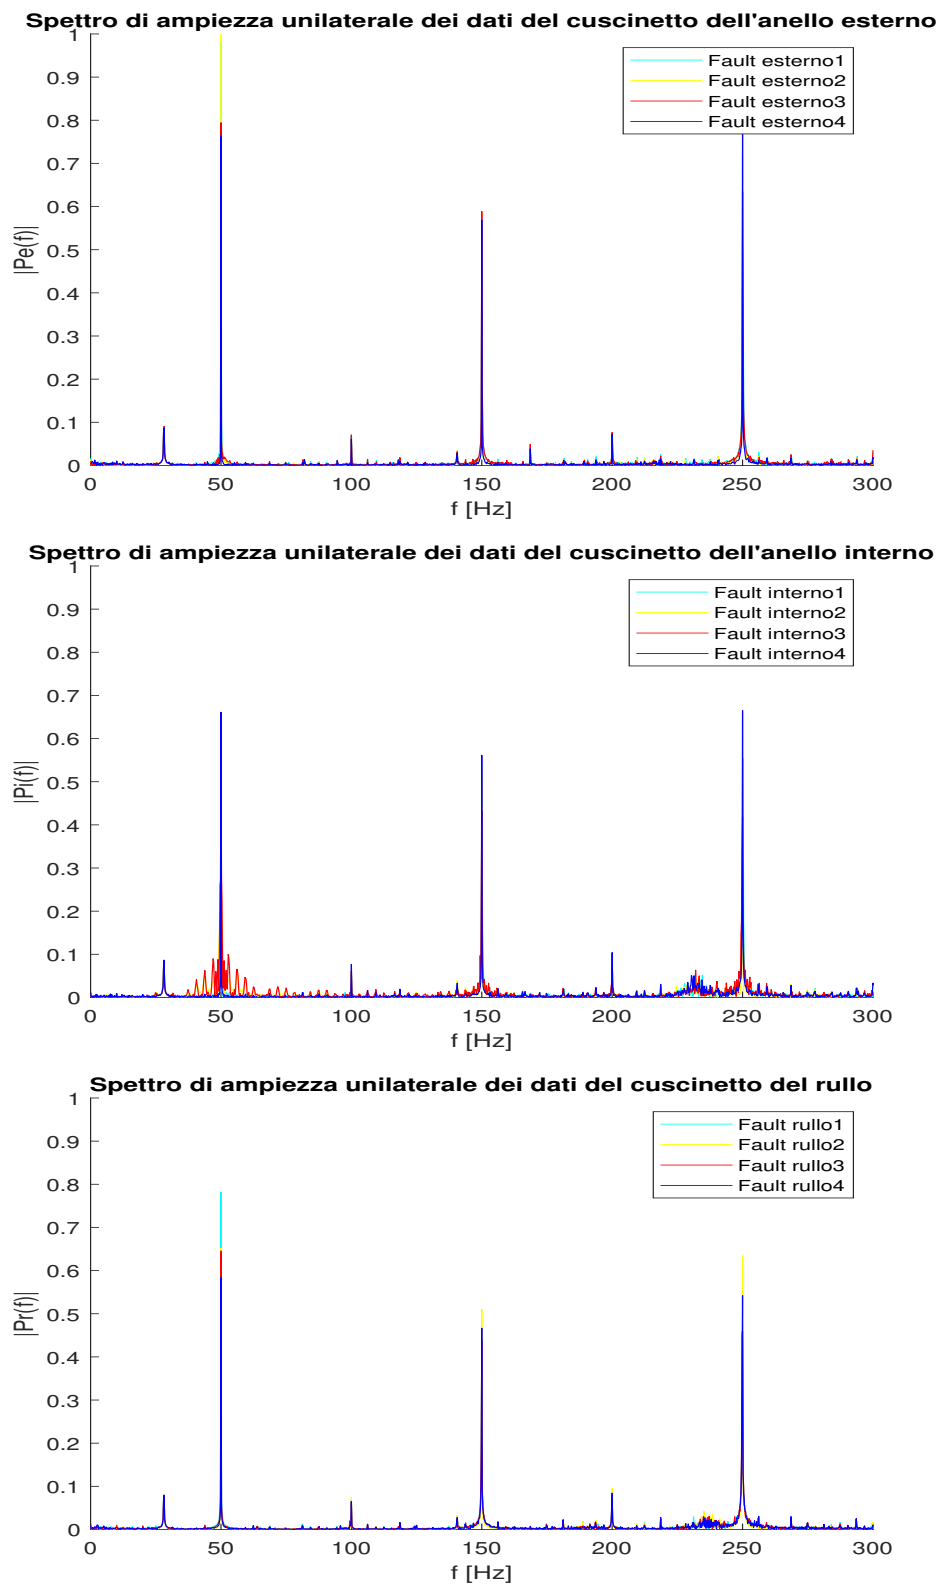 Spettro di ampiezza unilaterale dei dati del cuscinetto dell'anello esterno
1
0.9
0.8
0.7
0.6
0.5
0.4
0.3
0.2
0.1
0
|Pe(f)|
Fault esterno1
Fault esterno2
Fault esterno3
Fault esterno4
0 50 100 150 200 250 300
f [Hz]
Spettro di ampiezza unilaterale dei dati del cuscinetto dell'anello interno
1
0.9
0.8
0.7
0.6
0.5
0.4
0.3
0.2
0.1
0
|Pi(f)|
Fault interno1
Fault interno2
Fault interno3
Fault interno4
0 50 100 150 200 250 300
f [Hz]
Spettro di ampiezza unilaterale dei dati del cuscinetto del rullo
1
0.9
0.8
0.7
0.6
0.5
0.4
0.3
0.2
0.1
0
|Pr(f)|
Fault rullo1
Fault rullo2
Fault rullo3
Fault rullo4
0 50 100 150 200 250 300
f [Hz]